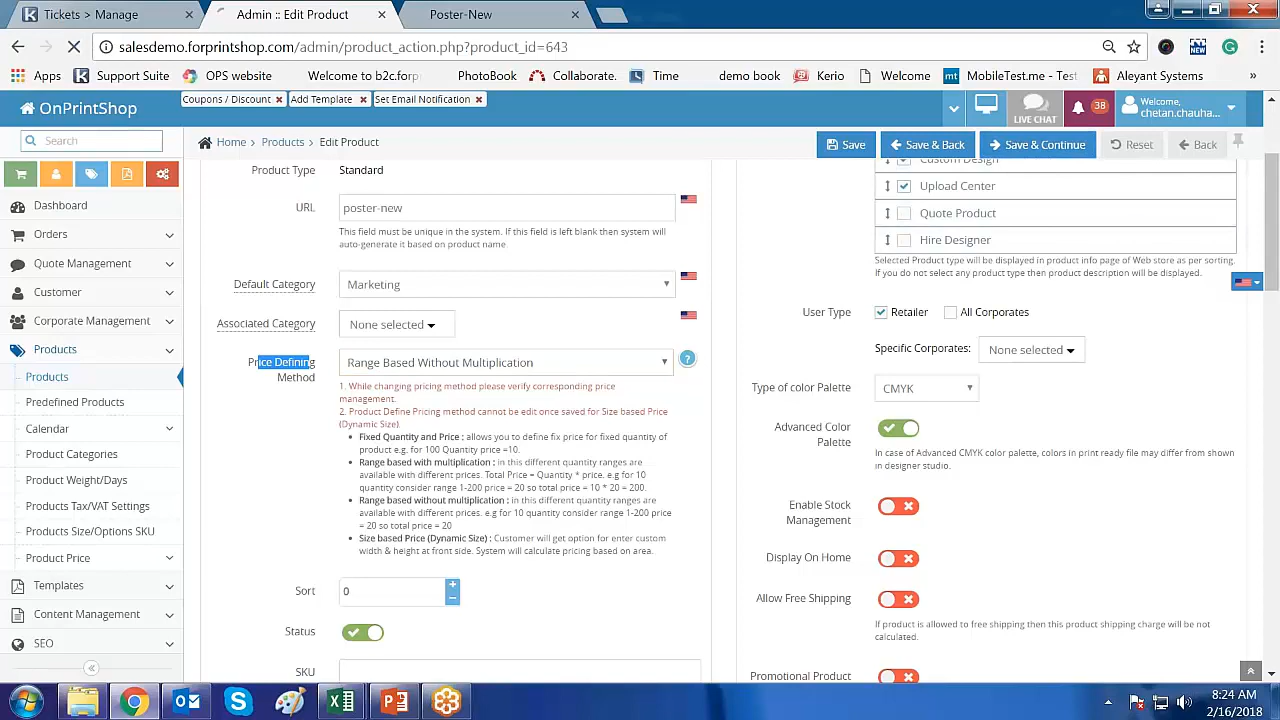 Tickets > Manage
Admin :: Edit Product
Poster-New
salesdemo.forprintshop.com/admin/product_action.php?product_id=643
Apps
Support Suite
OPS website
Welcome to b2c.forp
PhotoBook
Collaborate.
Time
demo book
Kerio
Welcome
MobileTest.me - Test
Aleyant Systems
»
OnPrintShop
Coupons / Discount
Add Template
Set Email Notification
LIVE CHAT
38
Welcome,
chetan.chauha...
Search
Home > Products > Edit Product
Save
Save & Back
Save & Continue
Reset
Back
Dashboard
Orders
Quote Management
Customer
Corporate Management
Products
Products
Predefined Products
Calendar
Product Categories
Product Weight/Days
Products Tax/VAT Settings
Products Size/Options SKU
Product Price
Templates
Content Management
SEO
Product Type
Standard
URL
poster-new
This field must be unique in the system. If this field is left blank then system will
auto-generate it based on product name.
Default Category
Marketing
Associated Category
None selected
Price Defining
Method
Range Based Without Multiplication
?
1. While changing pricing method please verify corresponding price
management.
2. Product Define Pricing method cannot be edit once saved for Size based Price
(Dynamic Size).
Fixed Quantity and Price : allows you to define fix price for fixed quantity of
product e.g. for 100 Quantity price =10.
Range based with multiplication : in this different quantity ranges are
available with different prices. Total Price = Quantity * price. e.g for 10
quantity consider range 1-200 price = 20 so total price = 10 * 20 = 200.
Range based without multiplication : in this different quantity ranges are
available with different prices. e.g for 10 quantity consider range 1-200 price
= 20 so total price = 20
Size based Price (Dynamic Size) : Customer will get option for enter custom
width & height at front side. System will calculate pricing based on area.
Sort
0
Status
SKU
Custom Design
Upload Center
Quote Product
Hire Designer
Selected Product type will be displayed in product info page of Web store as per sorting.
If you do not select any product type then product description will be displayed.
User Type
Retailer
All Corporates
Specific Corporates:
None selected
Type of color Palette
CMYK
Advanced Color
Palette
In case of Advanced CMYK color palette, colors in print ready file may differ from shown
in designer studio.
Enable Stock
Management
Display On Home
Allow Free Shipping
If product is allowed to free shipping then this product shipping charge will be not
calculated.
Promotional Product
8:24 AM
2/16/2018